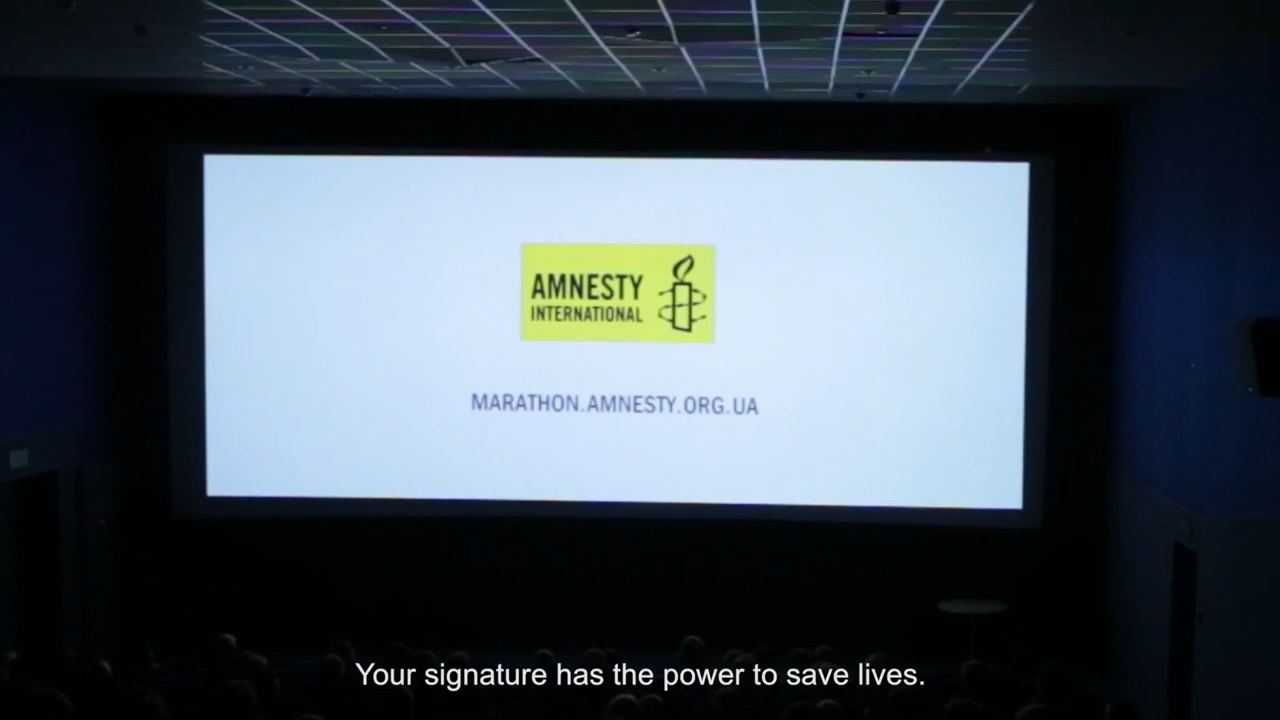 AMNESTY
INTERNATIONAL
MARATHON.AMNESTY.ORG.UA
Your signature has the power to save lives.